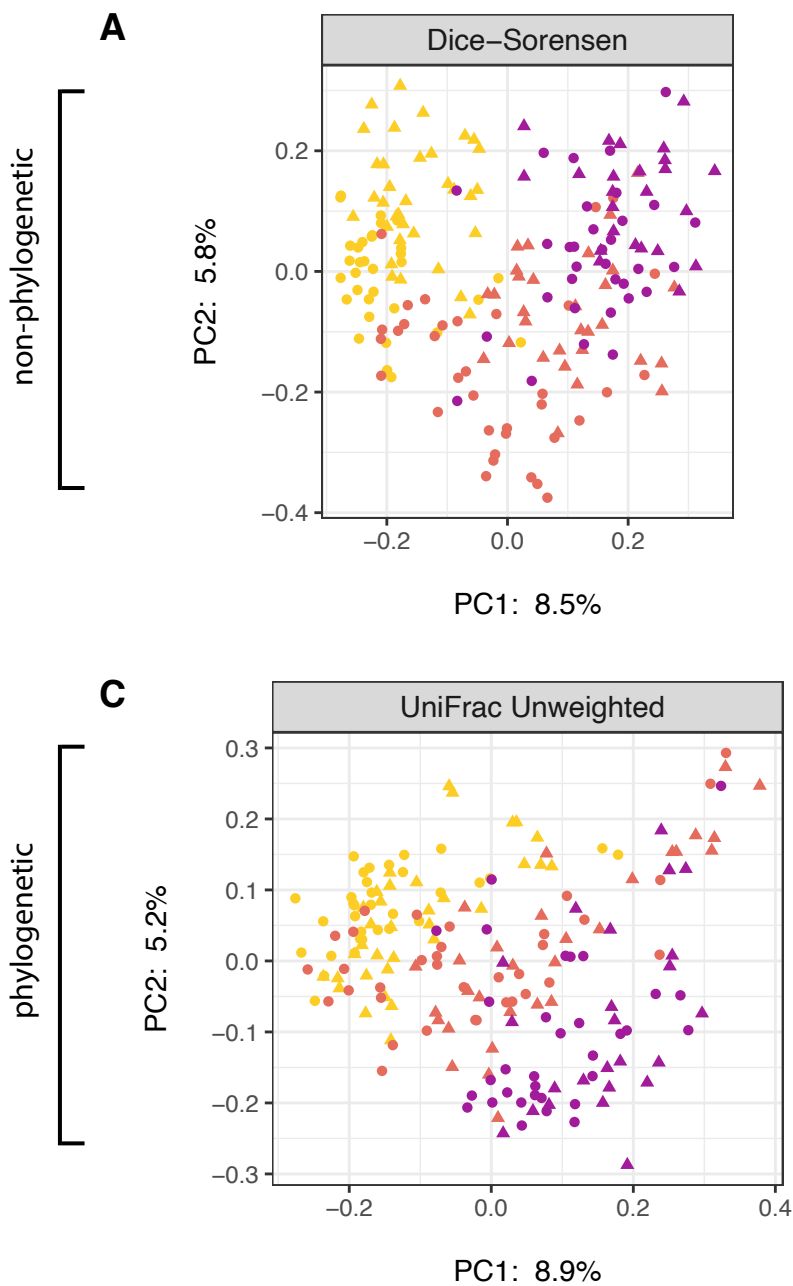 A
Dice−Sorensen
non-phylogenetic
PC2: 5.8%
0.2
0.0
−0.2
−0.4
−0.2 0.0 0.2
PC1: 8.5%
C
UniFrac Unweighted
phylogenetic
PC2: 5.2%
0.3
0.2
0.1
0.0
−0.1
−0.2
−0.3
−0.2 0.0 0.2 0.4
PC1: 8.9%